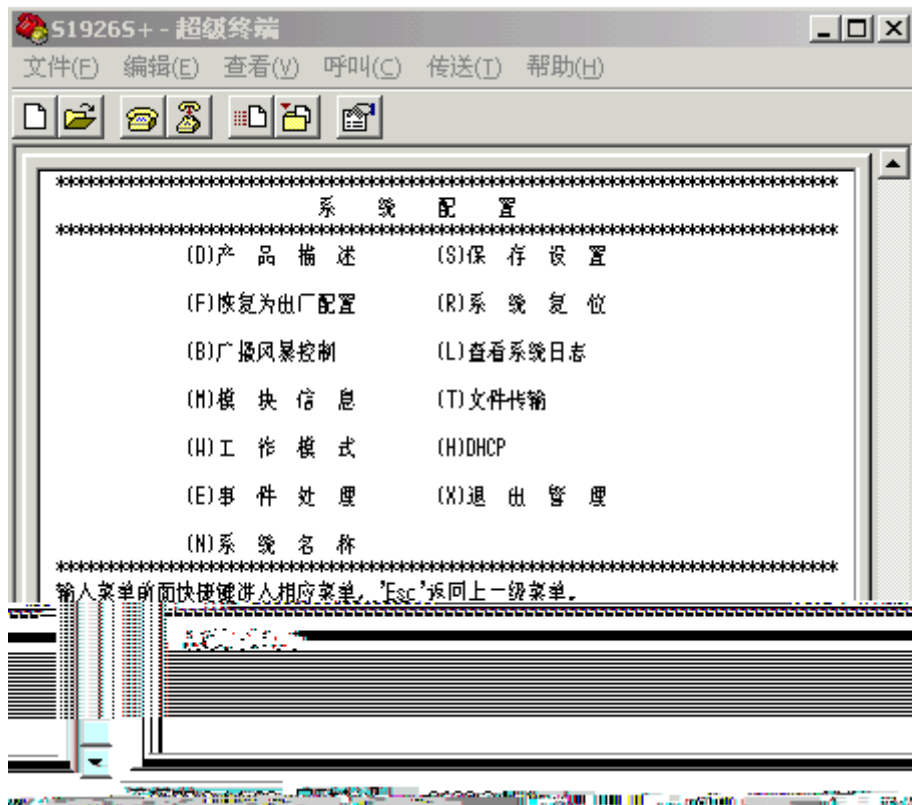 S1926S+ - 超级终端
文件(F) 编辑(E) 查看(V) 呼叫(C) 传送(T) 帮助(H)
******************************************************************************
系 统 配 置
******************************************************************************
(D)产 品 描 述 (S)保 存 设 置
(F)恢复为出厂配置 (R)系 统 复 位
(B)广播风暴控制 (L)查看系统日志
(M)模 块 信 息 (T)文件传输
(W)工 作 模 式 (H)DHCP
(E)事 件 处 理 (X)退 出 管 理
(N)系 统 名 称
******************************************************************************
输入菜单前面快捷键进入相应菜单, 'Esc'返回上一级菜单.